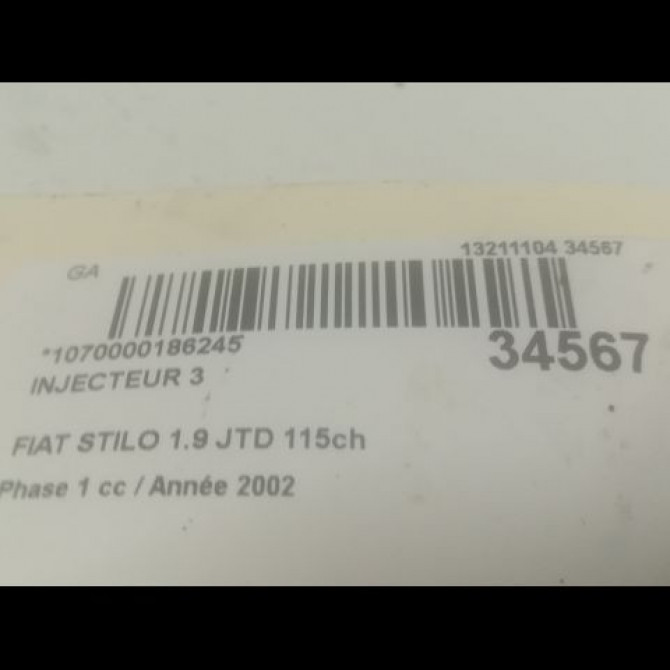 GA
13211104 34567
*1070000186245
34567
INJECTEUR 3
FIAT STILO 1.9 JTD 115ch
Phase 1 cc / Année 2002